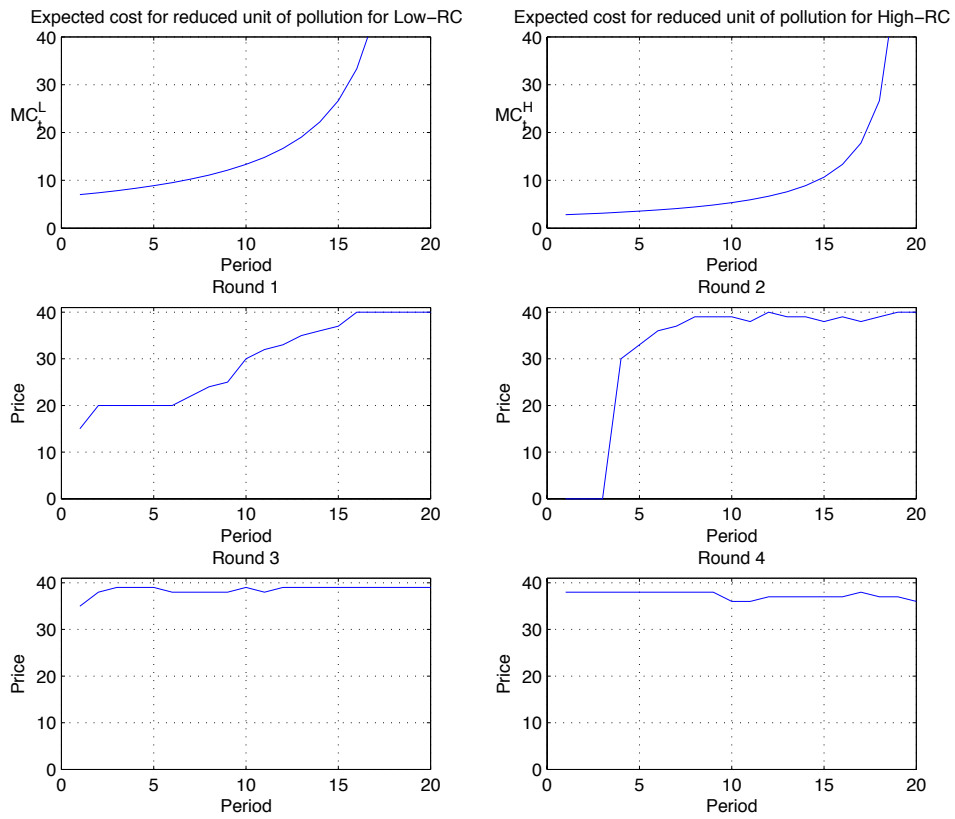 Expected cost for reduced unit of pollution for Low−RC
40
30
20
10
0
MC_t^L
0 5 10 15 20
Period
Expected cost for reduced unit of pollution for High−RC
40
30
20
10
0
MC_t^H
0 5 10 15 20
Period
Round 1
40
30
20
10
0
Price
0 5 10 15 20
Period
Round 2
40
30
20
10
0
Price
0 5 10 15 20
Period
Round 3
40
30
20
10
0
Price
0 5 10 15 20
Period
Round 4
40
30
20
10
0
Price
0 5 10 15 20
Period